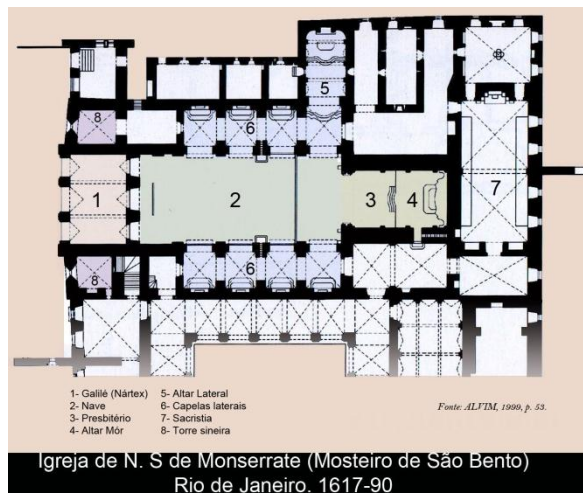 8
5
6
1
2
3
4
7
6
8
1- Galilé (Nártex)
2- Nave
3- Presbitério
4- Altar Mór
5- Altar Lateral
6- Capelas laterais
7- Sacristia
8- Torre sineira
Fonte: ALVIM, 1999, p. 53.
Igreja de N. S de Monserrate (Mosteiro de São Bento)
Rio de Janeiro. 1617-90